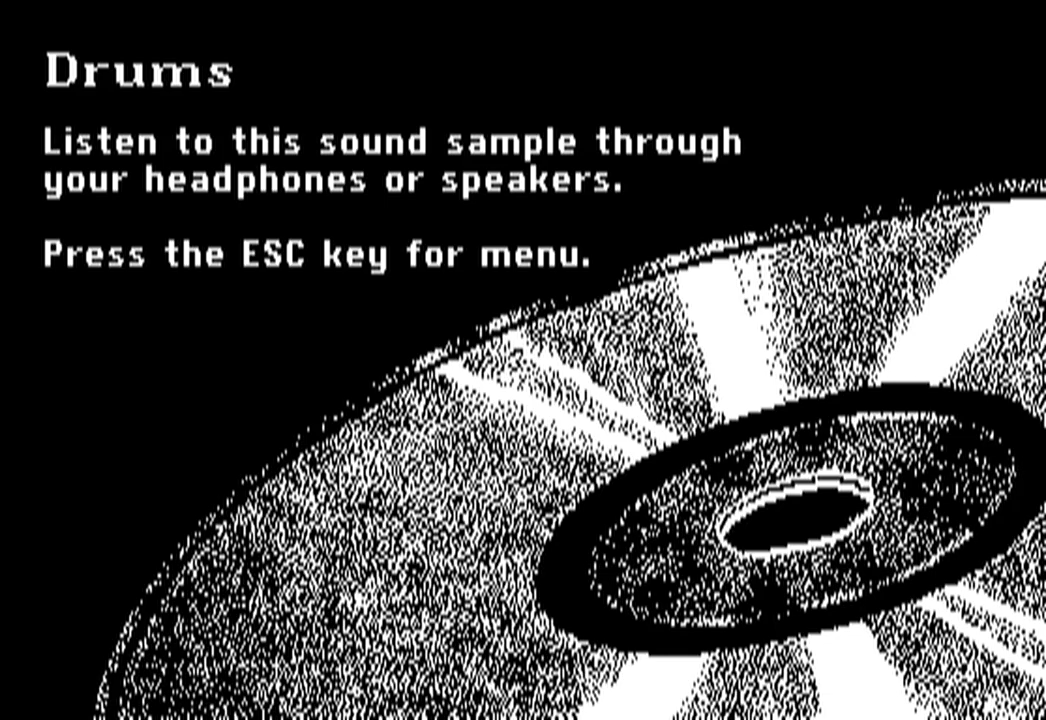 Drums
Listen to this sound sample through
your headphones or speakers.
Press the ESC key for menu.